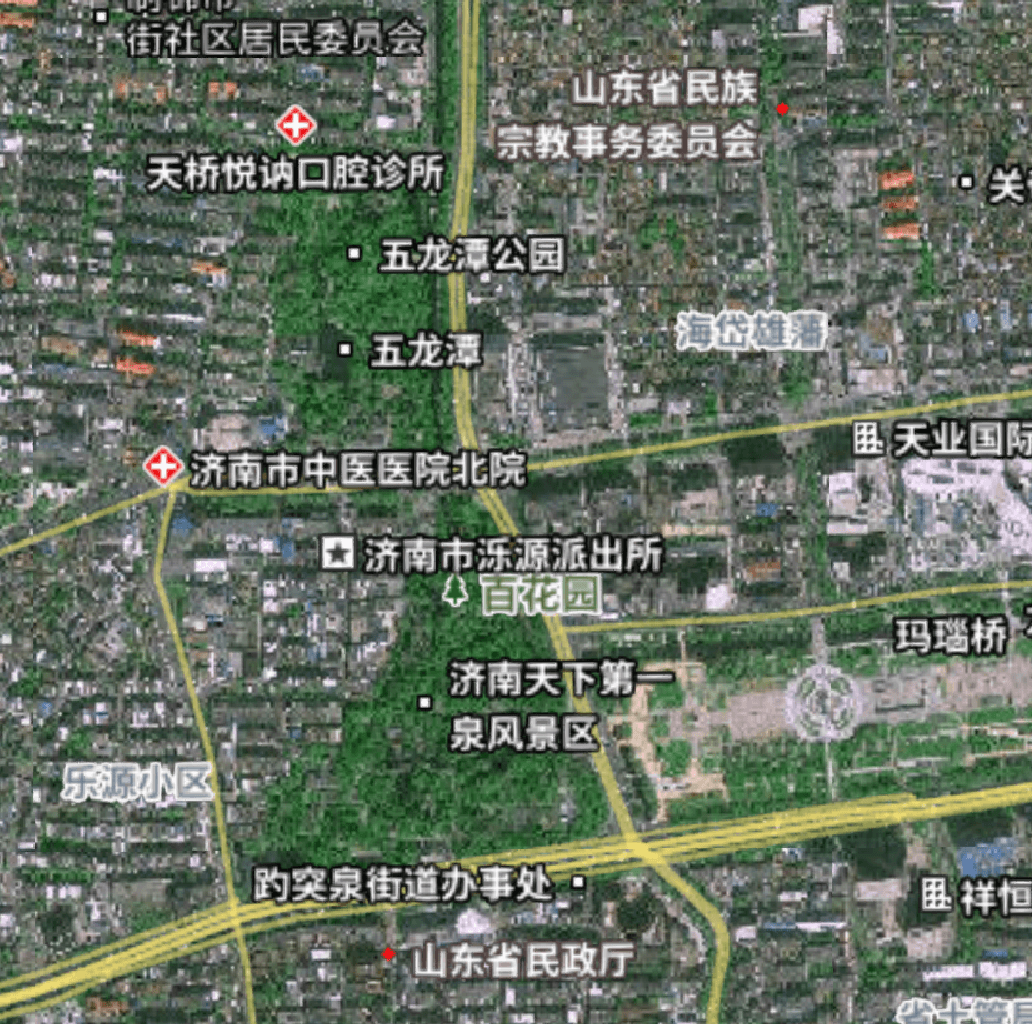 街社区居民委员会
山东省民族
宗教事务委员会
天桥悦讷口腔诊所
关
五龙潭公园
海岱雄藩
五龙潭
天业国际
济南市中医医院北院
济南市泺源派出所
百花园
玛瑙桥
济南天下第一
泉风景区
乐源小区
趵突泉街道办事处
祥恒
山东省民政厅